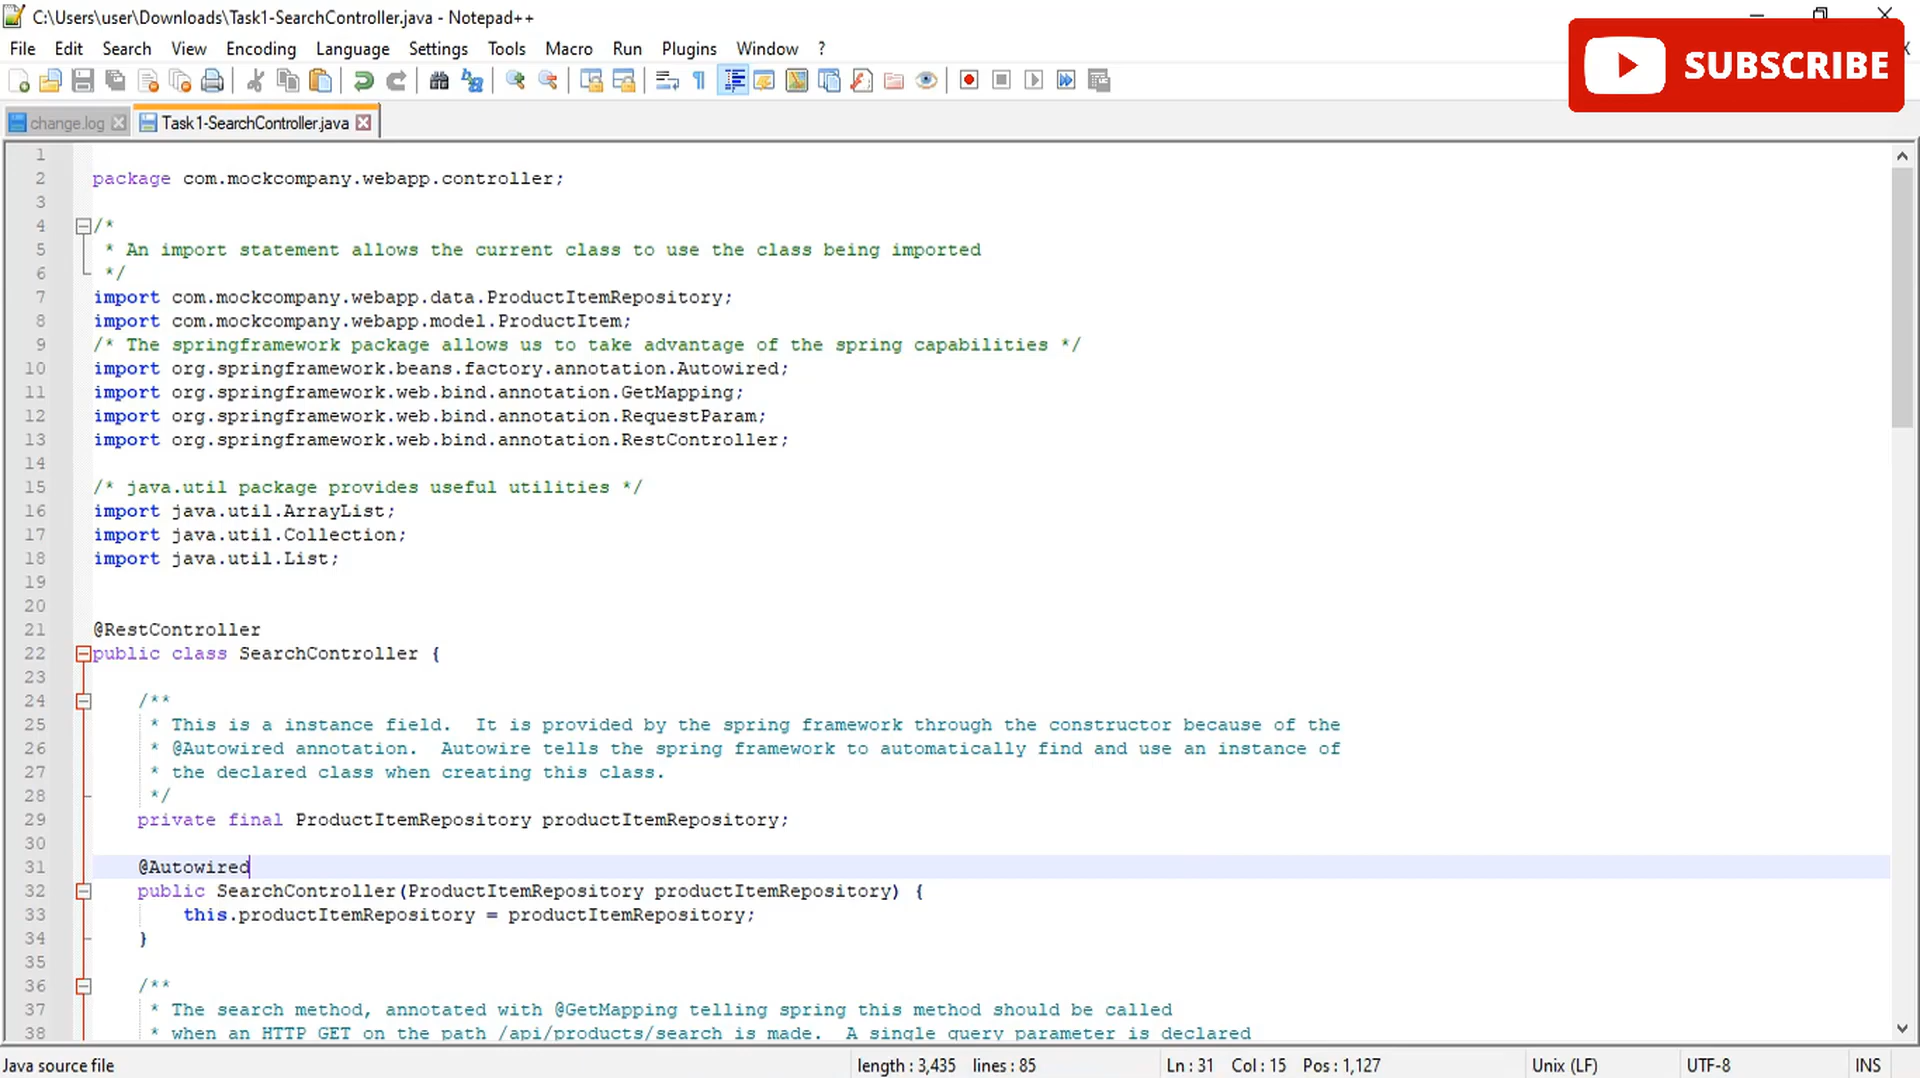 C:\Users\user\Downloads\Task1-SearchController.java - Notepad++
File Edit Search View Encoding Language Settings Tools Macro Run Plugins Window ?
SUBSCRIBE
change.log Task1-SearchController.java
1
2 package com.mockcompany.webapp.controller;
3
4 /*
5 * An import statement allows the current class to use the class being imported
6 */
7 import com.mockcompany.webapp.data.ProductItemRepository;
8 import com.mockcompany.webapp.model.ProductItem;
9 /* The springframework package allows us to take advantage of the spring capabilities */
10 import org.springframework.beans.factory.annotation.Autowired;
11 import org.springframework.web.bind.annotation.GetMapping;
12 import org.springframework.web.bind.annotation.RequestParam;
13 import org.springframework.web.bind.annotation.RestController;
14
15 /* java.util package provides useful utilities */
16 import java.util.ArrayList;
17 import java.util.Collection;
18 import java.util.List;
19
20
21 @RestController
22 public class SearchController {
23
24 /**
25 * This is a instance field.  It is provided by the spring framework through the constructor because of the
26 * @Autowired annotation.  Autowire tells the spring framework to automatically find and use an instance of
27 * the declared class when creating this class.
28 */
29 private final ProductItemRepository productItemRepository;
30
31 @Autowired
32 public SearchController(ProductItemRepository productItemRepository) {
33 this.productItemRepository = productItemRepository;
34 }
35
36 /**
37 * The search method, annotated with @GetMapping telling spring this method should be called
38 * when an HTTP GET on the path /api/products/search is made.  A single query parameter is declared
Java source file length : 3,435 lines : 85 Ln : 31 Col : 15 Pos : 1,127 Unix (LF) UTF-8 INS